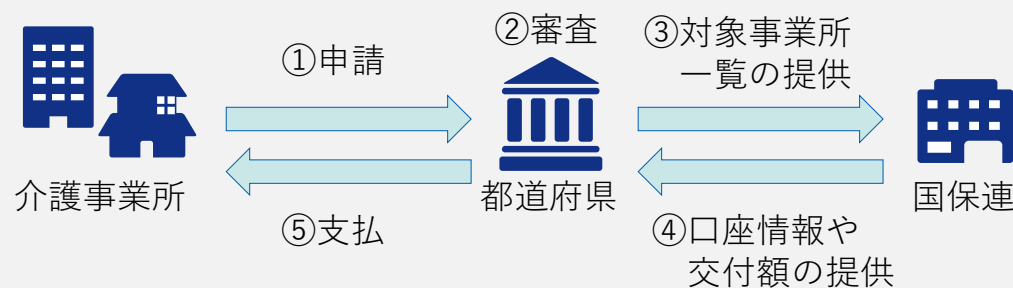 ①申請
②審査
③対象事業所
一覧の提供
介護事業所
都道府県
国保連
⑤支払
④口座情報や
交付額の提供